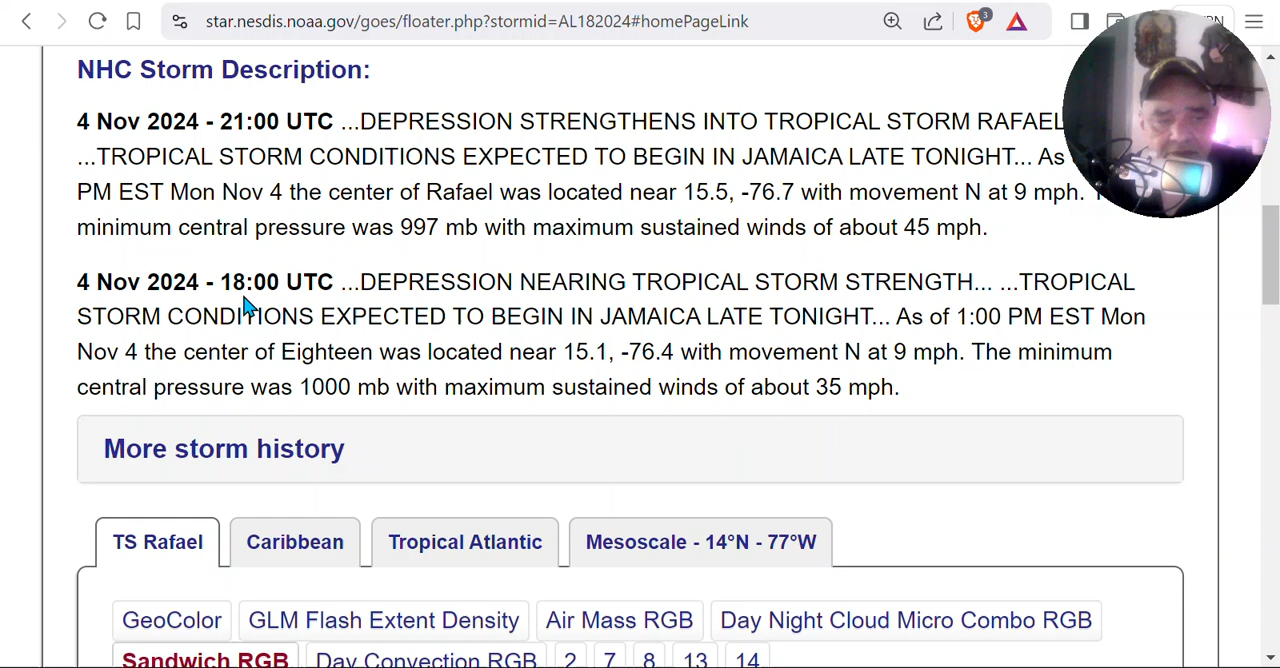 star.nesdis.noaa.gov/goes/floater.php?stormid=AL182024#homePageLink
3
NHC Storm Description:
4 Nov 2024 - 21:00 UTC ...DEPRESSION STRENGTHENS INTO TROPICAL STORM RAFAEL
...TROPICAL STORM CONDITIONS EXPECTED TO BEGIN IN JAMAICA LATE TONIGHT... As
PM EST Mon Nov 4 the center of Rafael was located near 15.5, -76.7 with movement N at 9 mph.
minimum central pressure was 997 mb with maximum sustained winds of about 45 mph.
4 Nov 2024 - 18:00 UTC ...DEPRESSION NEARING TROPICAL STORM STRENGTH... ...TROPICAL
STORM CONDITIONS EXPECTED TO BEGIN IN JAMAICA LATE TONIGHT... As of 1:00 PM EST Mon
Nov 4 the center of Eighteen was located near 15.1, -76.4 with movement N at 9 mph. The minimum
central pressure was 1000 mb with maximum sustained winds of about 35 mph.
More storm history
TS Rafael Caribbean Tropical Atlantic Mesoscale - 14°N - 77°W
GeoColor GLM Flash Extent Density Air Mass RGB Day Night Cloud Micro Combo RGB
Sandwich RGB Day Convection RGB 2 7 8 13 14